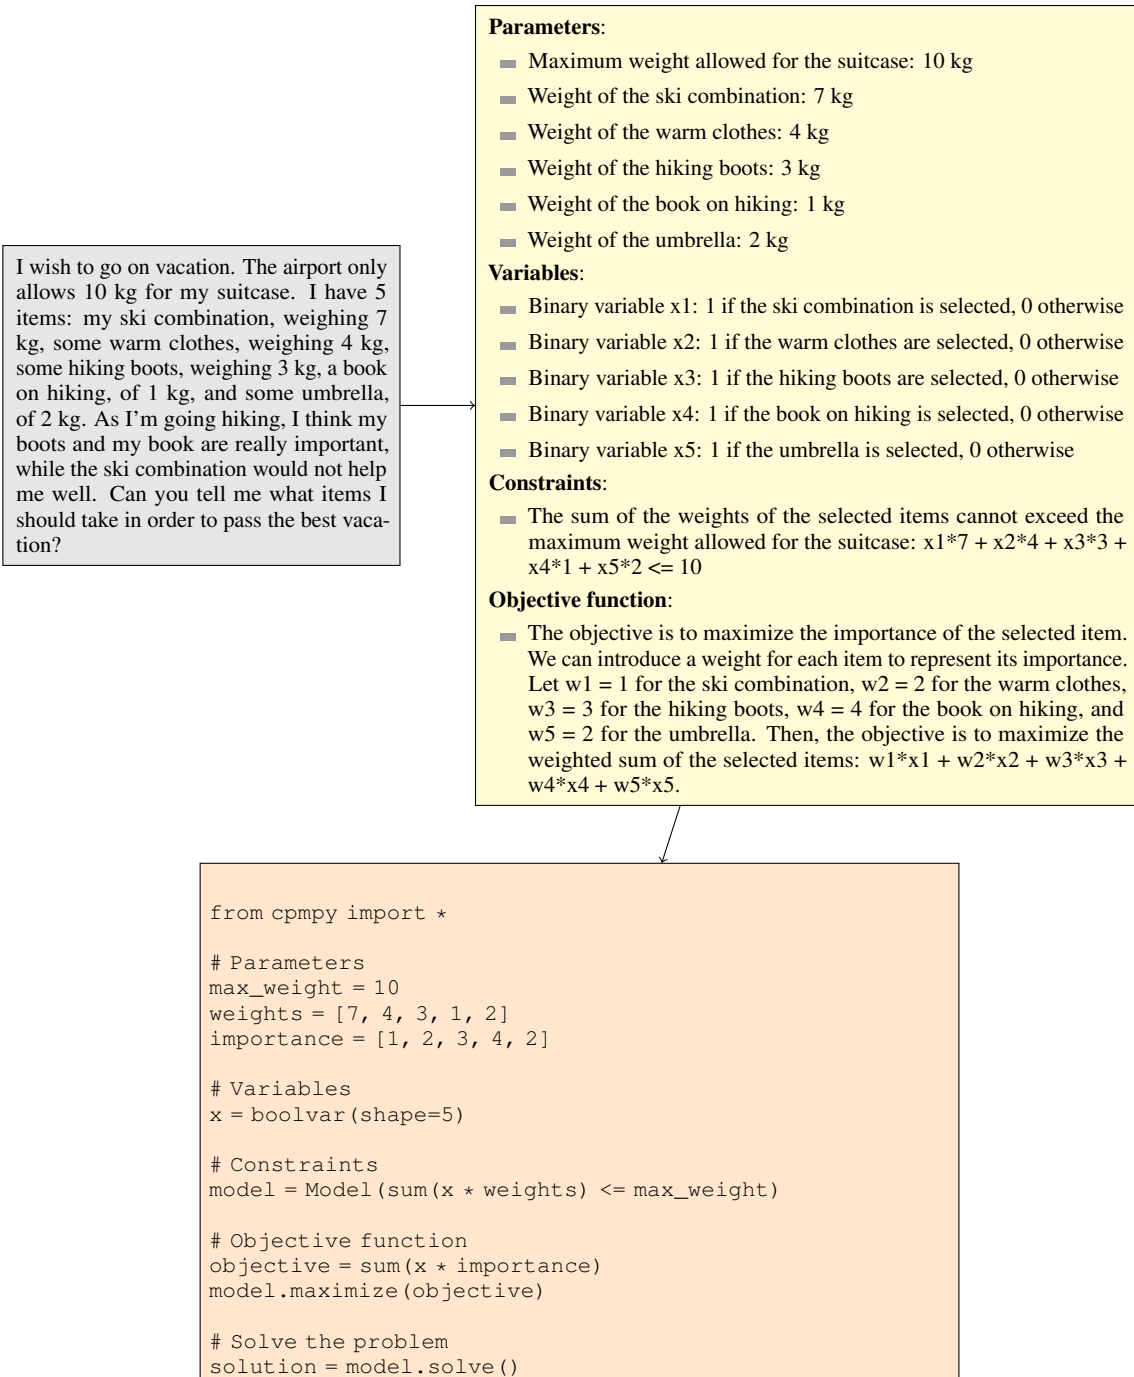 Parameters:
Maximum weight allowed for the suitcase: 10 kg
Weight of the ski combination: 7 kg
Weight of the warm clothes: 4 kg
Weight of the hiking boots: 3 kg
Weight of the book on hiking: 1 kg
Weight of the umbrella: 2 kg
Variables:
Binary variable x1: 1 if the ski combination is selected, 0 otherwise
Binary variable x2: 1 if the warm clothes are selected, 0 otherwise
Binary variable x3: 1 if the hiking boots are selected, 0 otherwise
Binary variable x4: 1 if the book on hiking is selected, 0 otherwise
Binary variable x5: 1 if the umbrella is selected, 0 otherwise
Constraints:
The sum of the weights of the selected items cannot exceed the
maximum weight allowed for the suitcase: x1*7 + x2*4 + x3*3 +
x4*1 + x5*2 <= 10
Objective function:
The objective is to maximize the importance of the selected item.
We can introduce a weight for each item to represent its importance.
Let w1 = 1 for the ski combination, w2 = 2 for the warm clothes,
w3 = 3 for the hiking boots, w4 = 4 for the book on hiking, and
w5 = 2 for the umbrella. Then, the objective is to maximize the
weighted sum of the selected items: w1*x1 + w2*x2 + w3*x3 +
w4*x4 + w5*x5.
I wish to go on vacation. The airport only
allows 10 kg for my suitcase. I have 5
items: my ski combination, weighing 7
kg, some warm clothes, weighing 4 kg,
some hiking boots, weighing 3 kg, a book
on hiking, of 1 kg, and some umbrella,
of 2 kg. As I'm going hiking, I think my
boots and my book are really important,
while the ski combination would not help
me well. Can you tell me what items I
should take in order to pass the best vaca-
tion?
from cpmpy import *
# Parameters
max_weight = 10
weights = [7, 4, 3, 1, 2]
importance = [1, 2, 3, 4, 2]
# Variables
x = boolvar(shape=5)
# Constraints
model = Model(sum(x * weights) <= max_weight)
# Objective function
objective = sum(x * importance)
model.maximize(objective)
# Solve the problem
solution = model.solve()